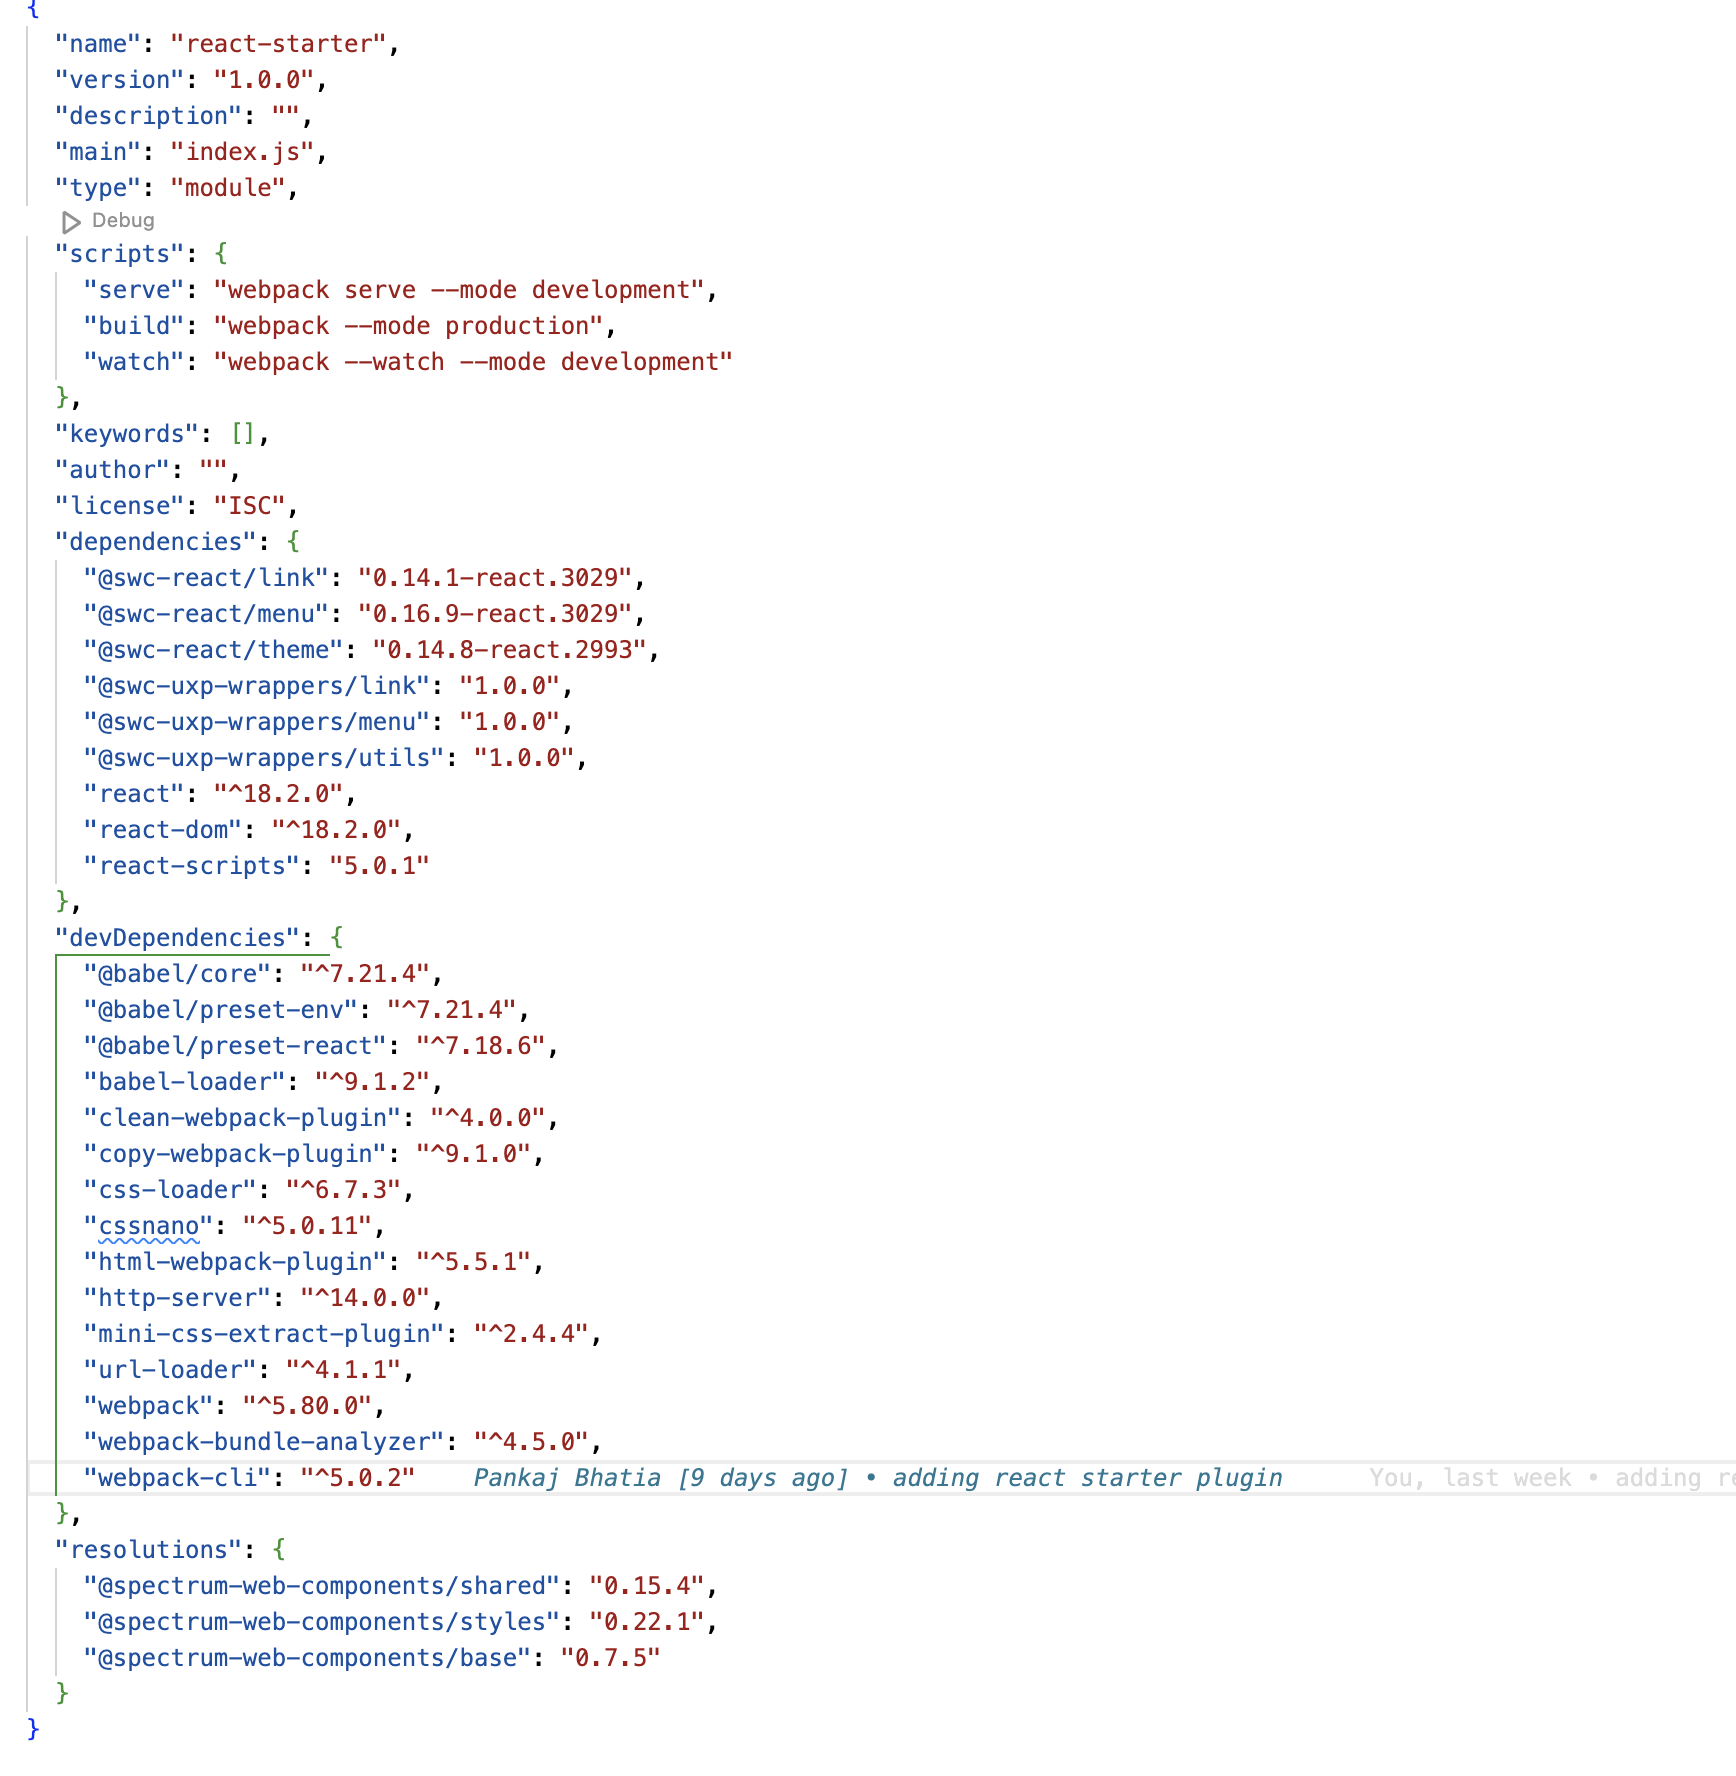 {
"name": "react-starter",
"version": "1.0.0",
"description": "",
"main": "index.js",
"type": "module",
Debug
"scripts": {
"serve": "webpack serve --mode development",
"build": "webpack --mode production",
"watch": "webpack --watch --mode development"
},
"keywords": [],
"author": "",
"license": "ISC",
"dependencies": {
"@swc-react/link": "0.14.1-react.3029",
"@swc-react/menu": "0.16.9-react.3029",
"@swc-react/theme": "0.14.8-react.2993",
"@swc-uxp-wrappers/link": "1.0.0",
"@swc-uxp-wrappers/menu": "1.0.0",
"@swc-uxp-wrappers/utils": "1.0.0",
"react": "^18.2.0",
"react-dom": "^18.2.0",
"react-scripts": "5.0.1"
},
"devDependencies": {
"@babel/core": "^7.21.4",
"@babel/preset-env": "^7.21.4",
"@babel/preset-react": "^7.18.6",
"babel-loader": "^9.1.2",
"clean-webpack-plugin": "^4.0.0",
"copy-webpack-plugin": "^9.1.0",
"css-loader": "^6.7.3",
"cssnano": "^5.0.11",
"html-webpack-plugin": "^5.5.1",
"http-server": "^14.0.0",
"mini-css-extract-plugin": "^2.4.4",
"url-loader": "^4.1.1",
"webpack": "^5.80.0",
"webpack-bundle-analyzer": "^4.5.0",
"webpack-cli": "^5.0.2" Pankaj Bhatia [9 days ago] • adding react starter plugin You, last week • adding
},
"resolutions": {
"@spectrum-web-components/shared": "0.15.4",
"@spectrum-web-components/styles": "0.22.1",
"@spectrum-web-components/base": "0.7.5"
}
}